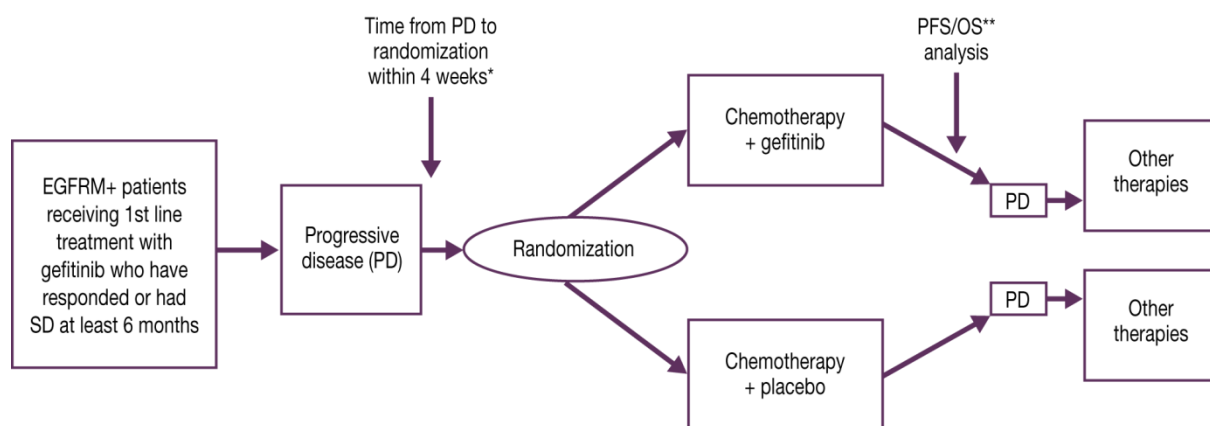 Time from PD to
randomization
within 4 weeks*
PFS/OS**
analysis
EGFRM+ patients
receiving 1st line
treatment with
gefitinib who have
responded or had
SD at least 6 months
Progressive
disease (PD)
Randomization
Chemotherapy
+ gefitinib
PD
Other
therapies
Chemotherapy
+ placebo
PD
Other
therapies